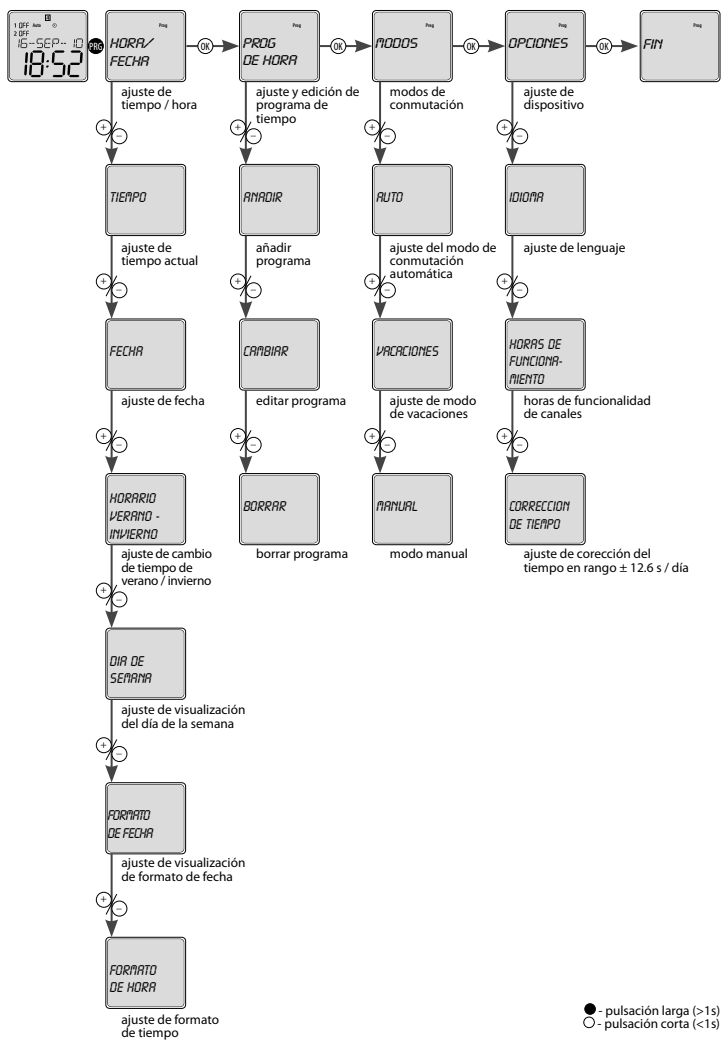 1 OFF Auto
2 OFF
16-SEP-10
18:52
PRG
Prog
HORA/
FECHA
OK
Prog
PROG
DE HORA
OK
Prog
MODOS
OK
Prog
OPCIONES
OK
Prog
FIN
ajuste de
tiempo / hora
ajuste y edición de
programa de
tiempo
modos de
conmutación
ajuste de
dispositivo
+ −
+ −
+ −
+ −
TIEMPO
ANADIR
AUTO
IDIOMA
ajuste de
tiempo actual
añadir
programa
ajuste del modo de
conmutación
automática
ajuste de lenguaje
+ −
+ −
+ −
+ −
FECHA
CAMBIAR
VACACIONES
HORAS DE
FUNCIONA-
MIENTO
ajuste de fecha
editar programa
ajuste de modo
de vacaciones
horas de funcionalidad
de canales
+ −
+ −
+ −
+ −
HORARIO
VERANO -
INVIERNO
BORRAR
MANUAL
CORRECCION
DE TIEMPO
ajuste de cambio
de tiempo de
verano / invierno
borrar programa
modo manual
ajuste de corección del
tiempo en rango ± 12.6 s / día
+ −
DIA DE
SEMANA
ajuste de visualización
del día de la semana
+ −
FORMATO
DE FECHA
ajuste de visualización
de formato de fecha
+ −
FORMATO
DE HORA
ajuste de formato
de tiempo
- pulsación larga (>1s)
- pulsación corta (<1s)